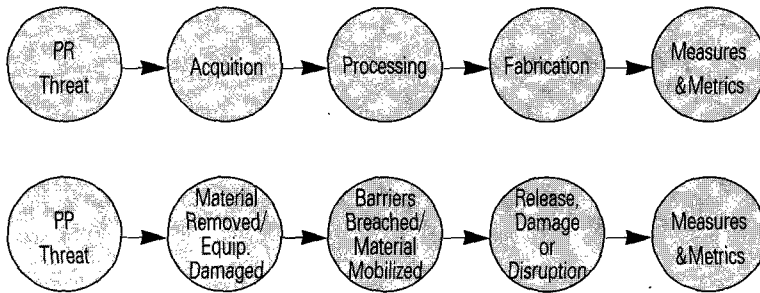 PR
Threat
Acquition
Processing
Fabrication
Measures
&Metrics
PP
Threat
Material
Removed/
Equip.
Damaged
Barriers
Breached/
Material
Mobilized
Release,
Damage
or
Disruption
Measures
&Metrics